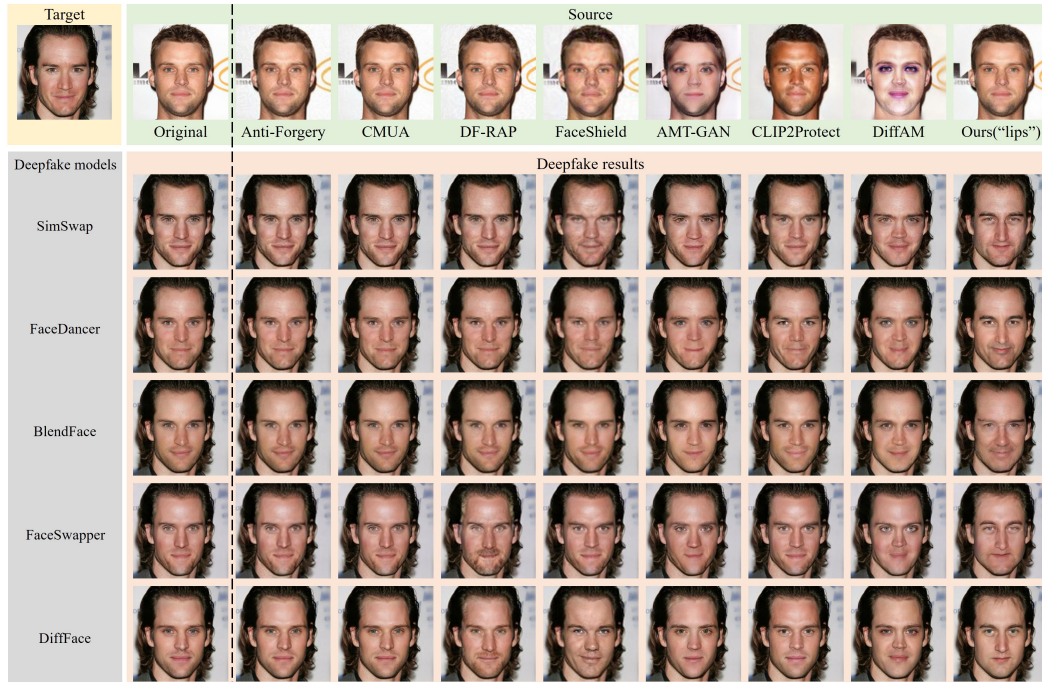 Target
Source
Original
Anti-Forgery
CMUA
DF-RAP
FaceShield
AMT-GAN
CLIP2Protect
DiffAM
Ours(“lips”)
Deepfake models
Deepfake results
SimSwap
FaceDancer
BlendFace
FaceSwapper
DiffFace